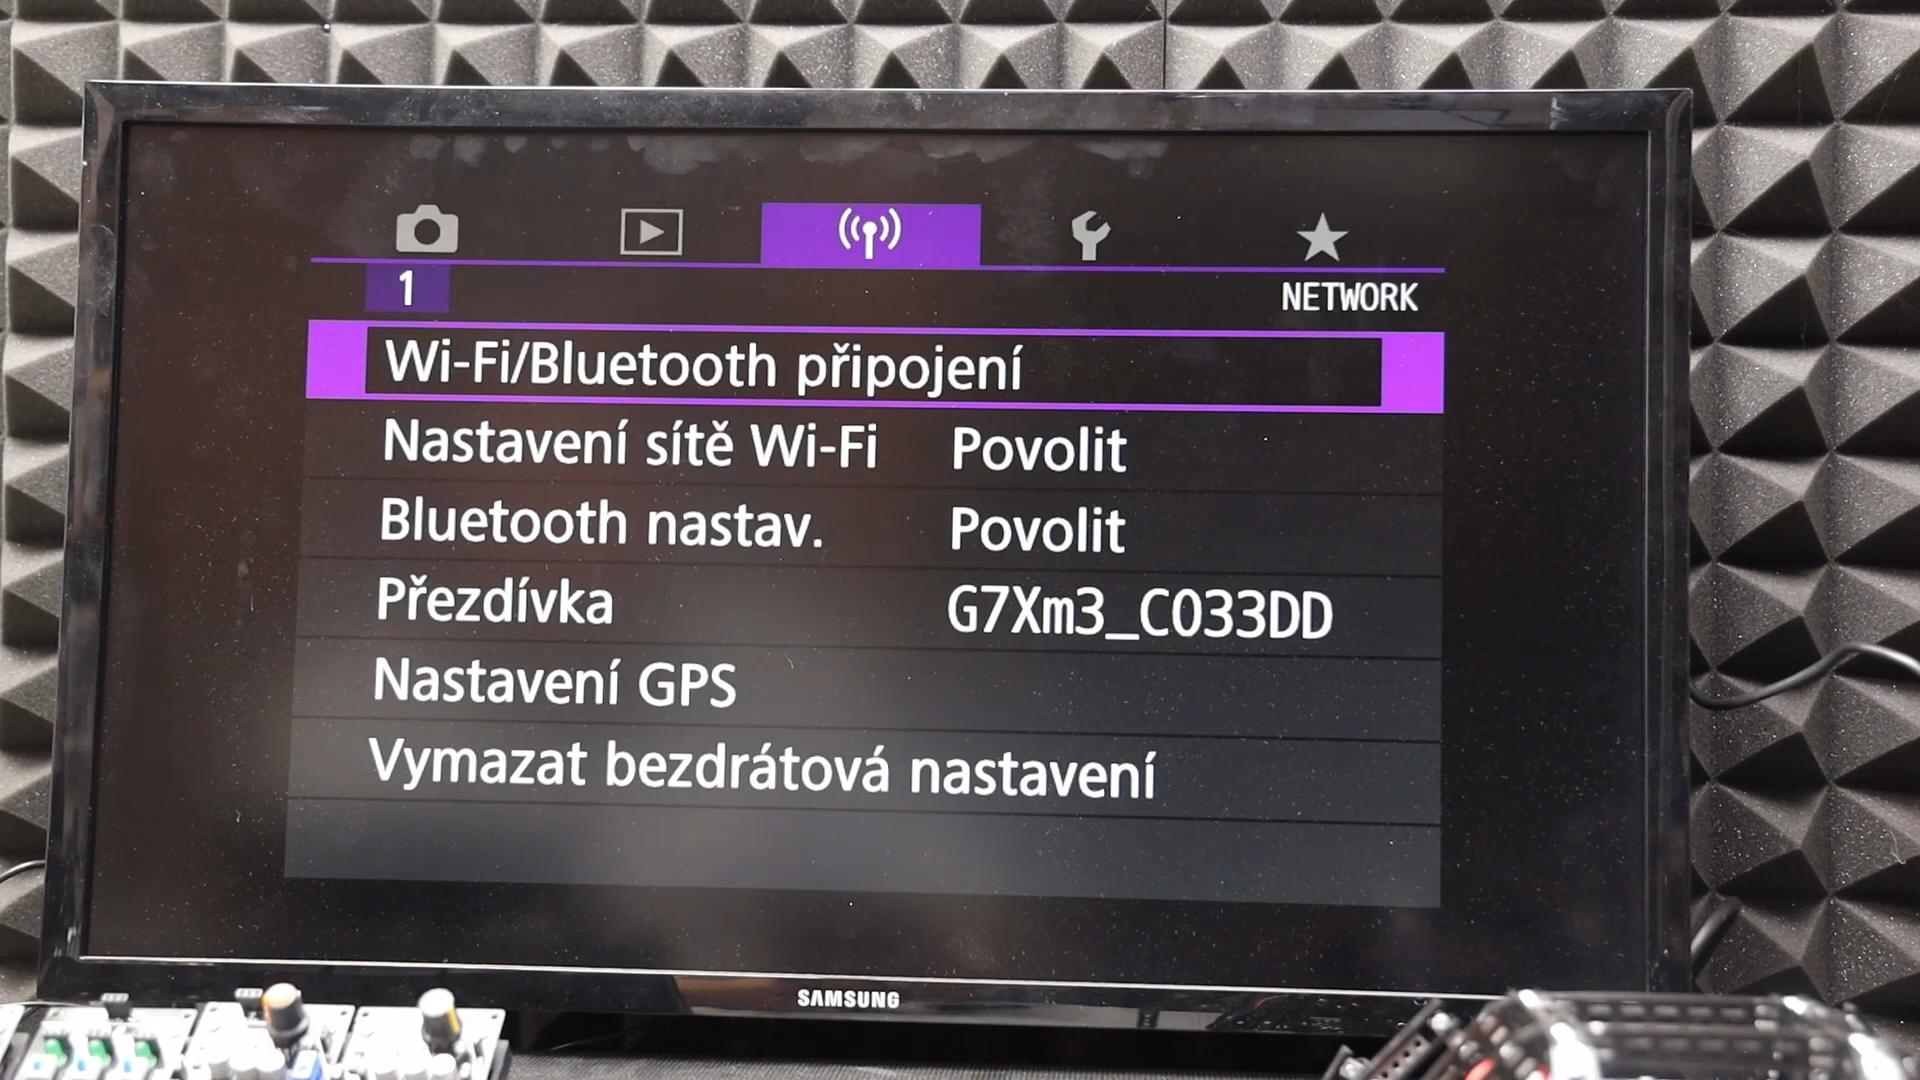 1
NETWORK
Wi-Fi/Bluetooth připojení
Nastavení sítě Wi-Fi Povolit
Bluetooth nastav. Povolit
Přezdívka G7Xm3_C033DD
Nastavení GPS
Vymazat bezdrátová nastavení
SAMSUNG